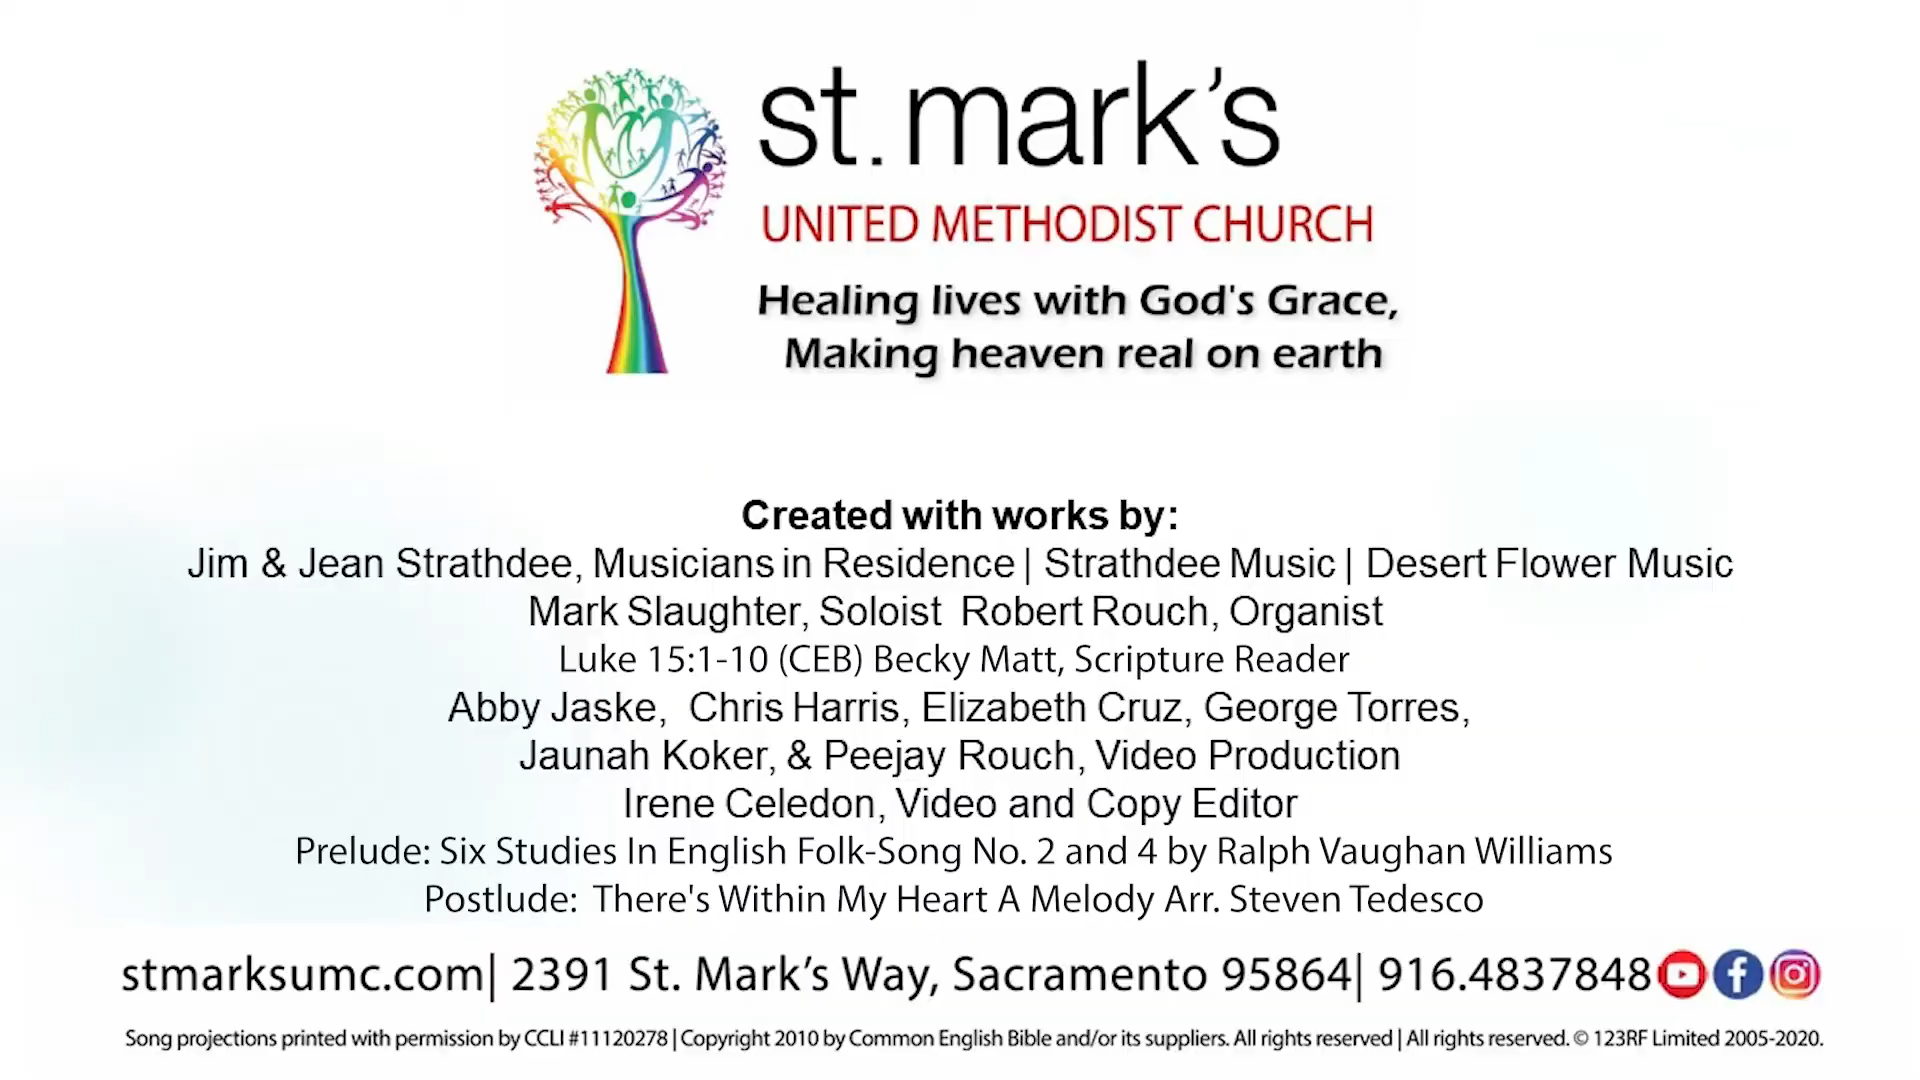 st. mark's
UNITED METHODIST CHURCH
Healing lives with God's Grace,
Making heaven real on earth
Created with works by:
Jim & Jean Strathdee, Musicians in Residence | Strathdee Music | Desert Flower Music
Mark Slaughter, Soloist  Robert Rouch, Organist
Luke 15:1-10 (CEB) Becky Matt, Scripture Reader
Abby Jaske,  Chris Harris, Elizabeth Cruz, George Torres,
Jaunah Koker, & Peejay Rouch, Video Production
Irene Celedon, Video and Copy Editor
Prelude: Six Studies In English Folk-Song No. 2 and 4 by Ralph Vaughan Williams
Postlude:  There's Within My Heart A Melody Arr. Steven Tedesco
stmarksumc.com| 2391 St. Mark’s Way, Sacramento 95864| 916.4837848
Song projections printed with permission by CCLI #11120278 | Copyright 2010 by Common English Bible and/or its suppliers. All rights reserved | All rights reserved. © 123RF Limited 2005-2020.